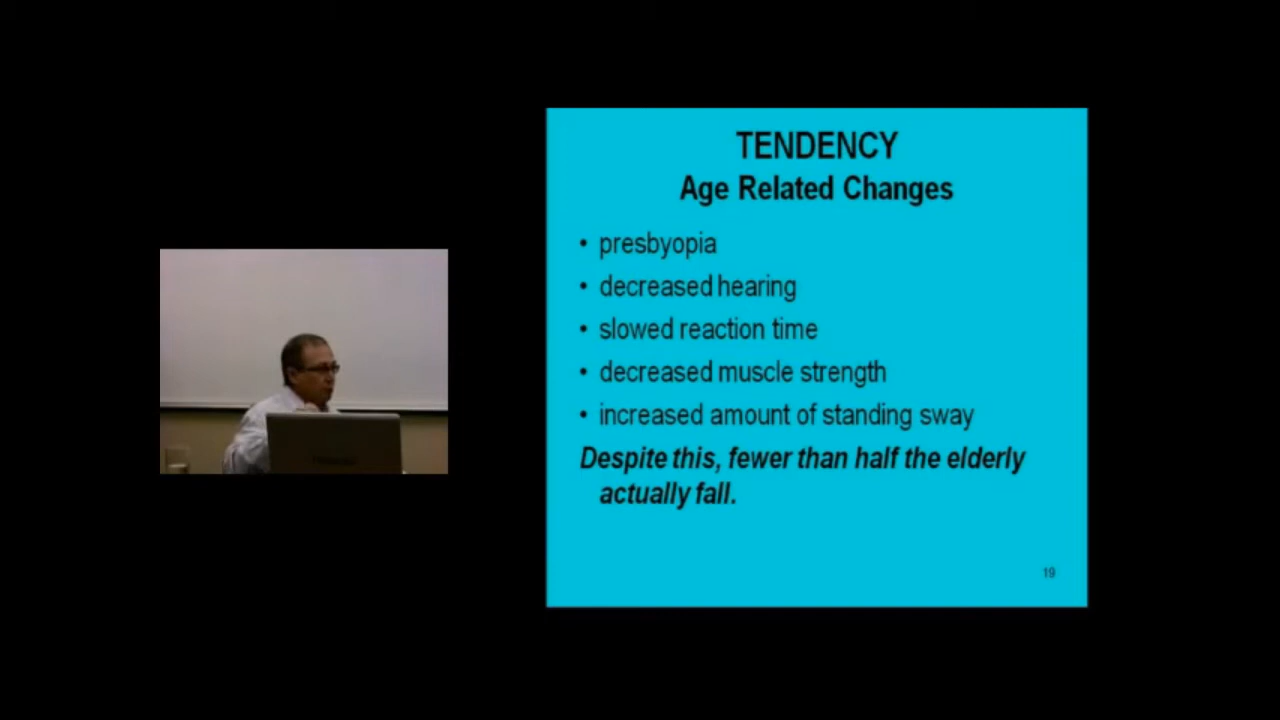 TENDENCY
Age Related Changes
• presbyopia
• decreased hearing
• slowed reaction time
• decreased muscle strength
• increased amount of standing sway
Despite this, fewer than half the elderly
actually fall.
19